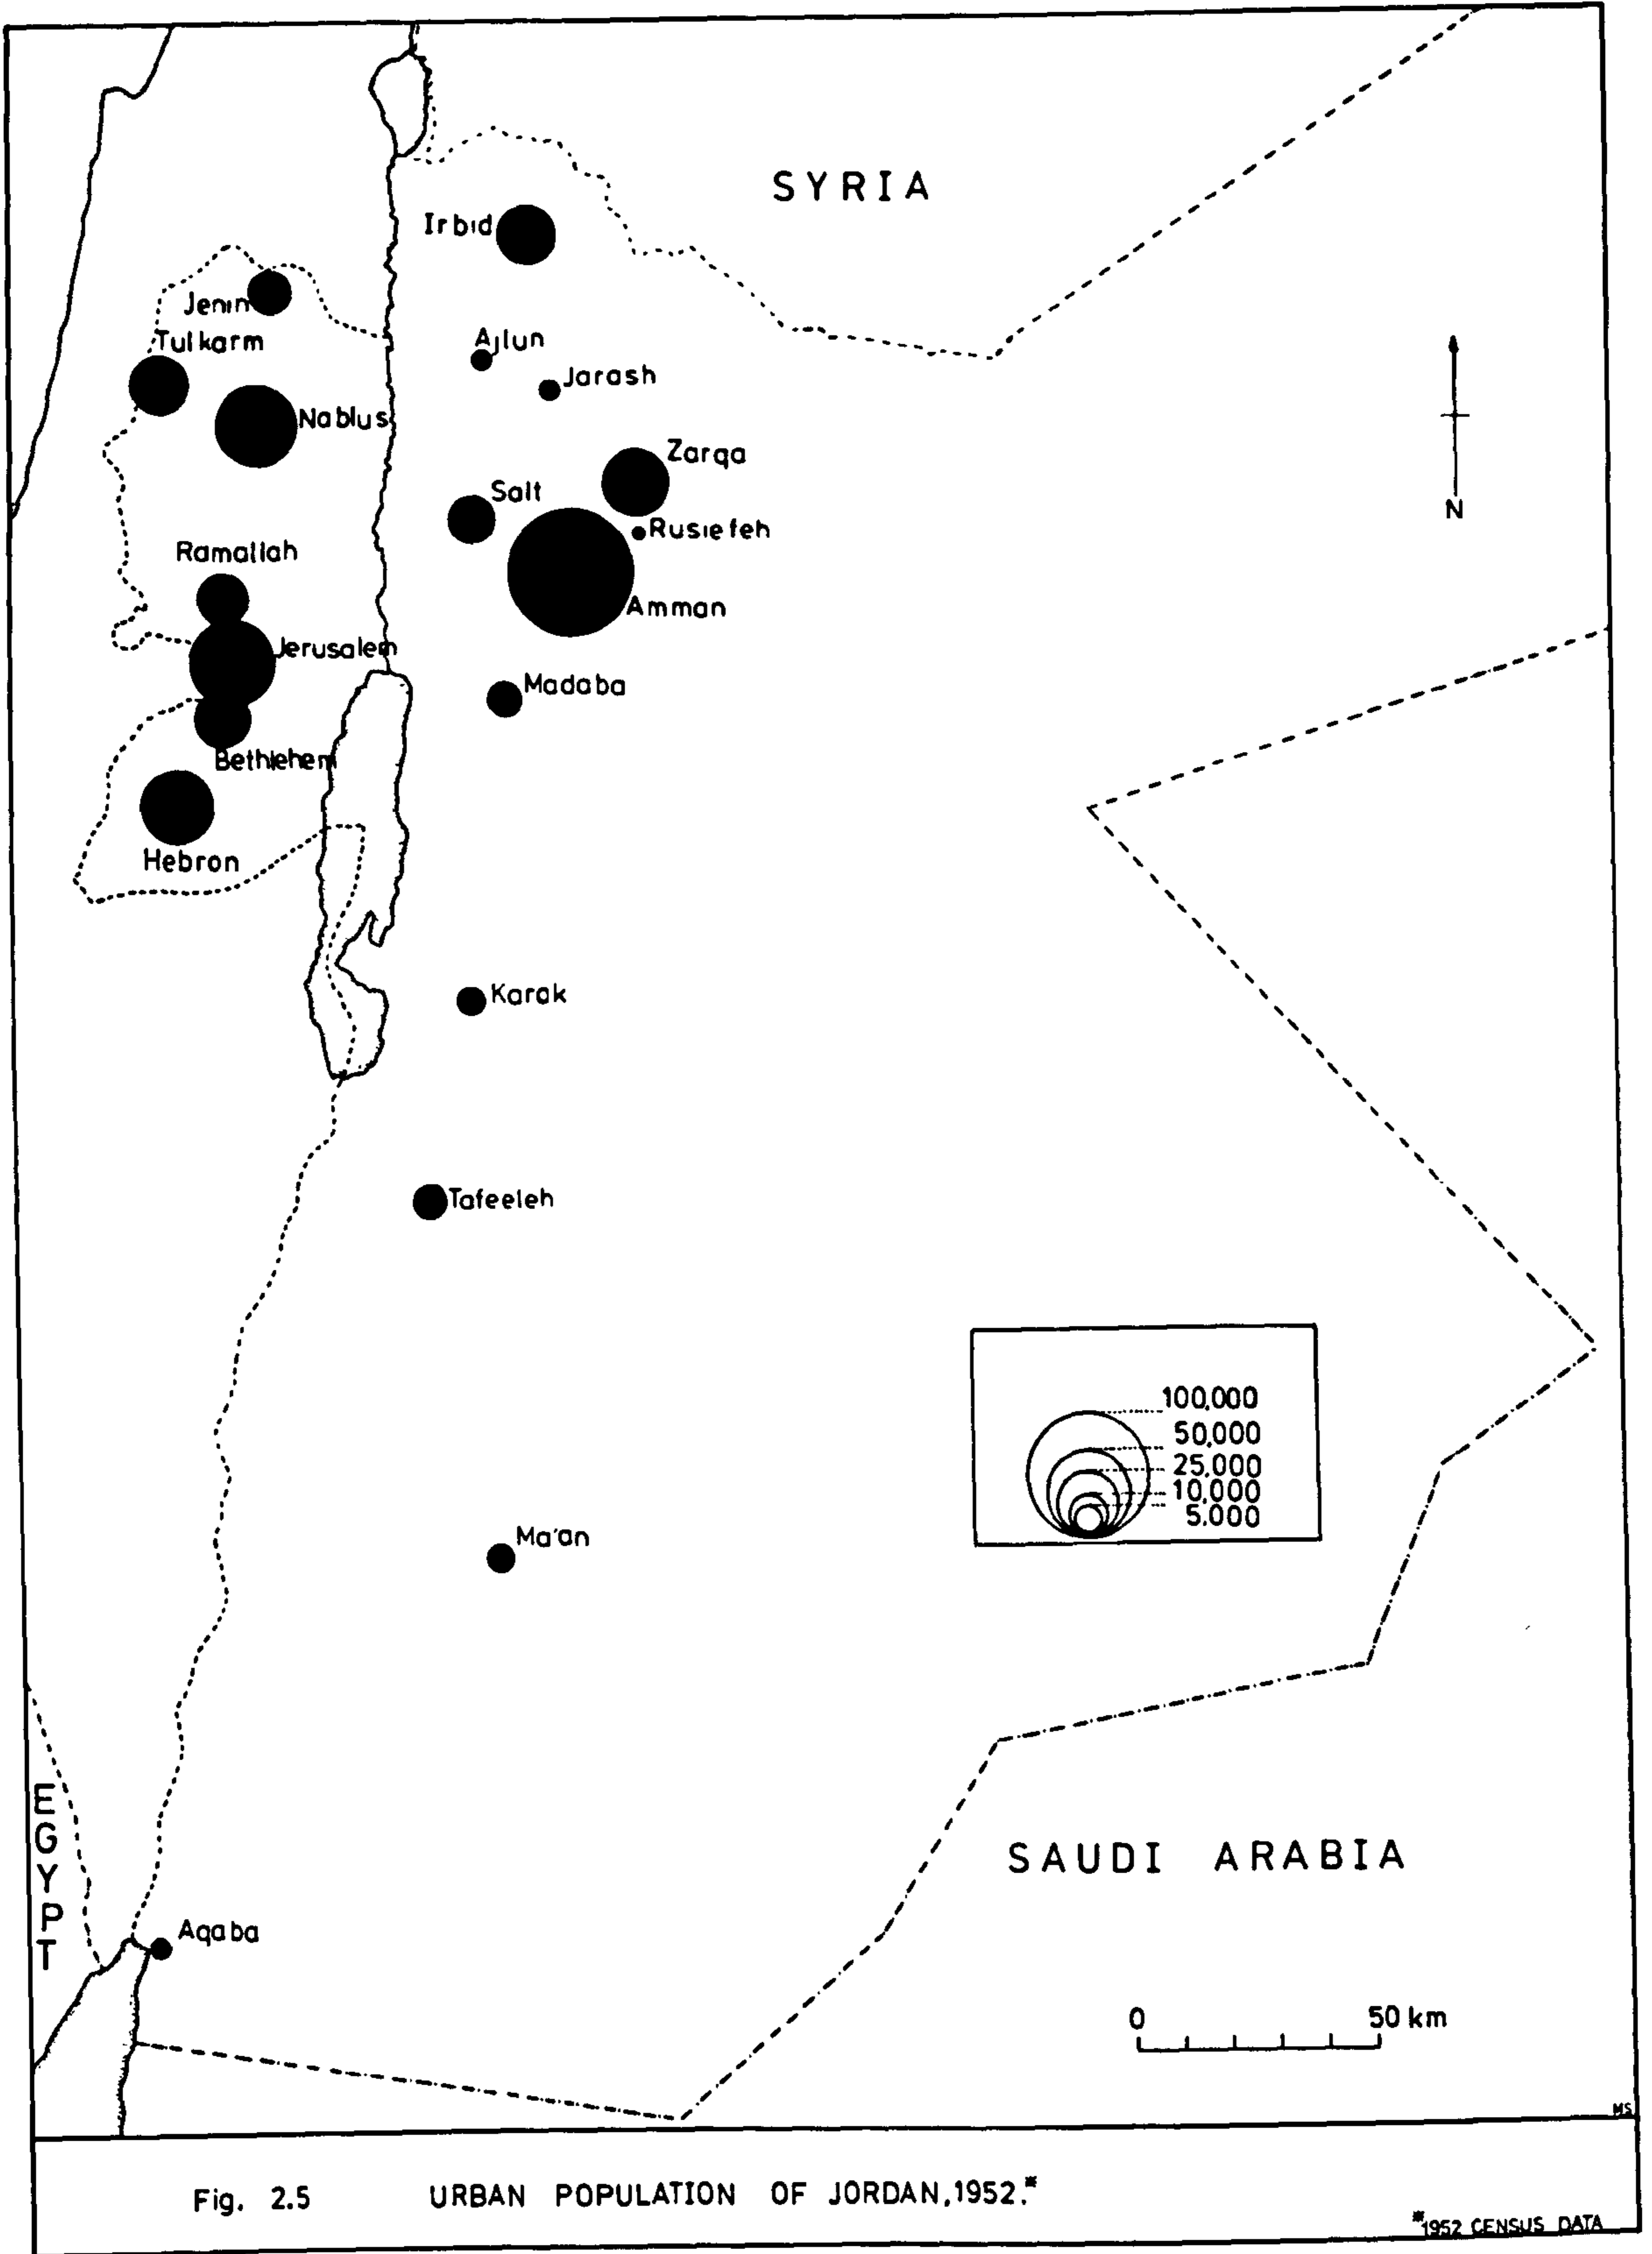 SYRIA
Irbid
Jenin
Tulkarm
Ajlun
Jarash
Nablus
Zarqa
Salt
Rusiefeh
Ramallah
Amman
Jerusalem
Madaba
Bethlehem
Hebron
Karak
Tafeeleh
Ma'an
Aqaba
N
100,000
50,000
25,000
10,000
5,000
EGYPT
SAUDI ARABIA
0 50 km
MS
Fig. 2.5 URBAN POPULATION OF JORDAN, 1952.*
*1952 CENSUS DATA